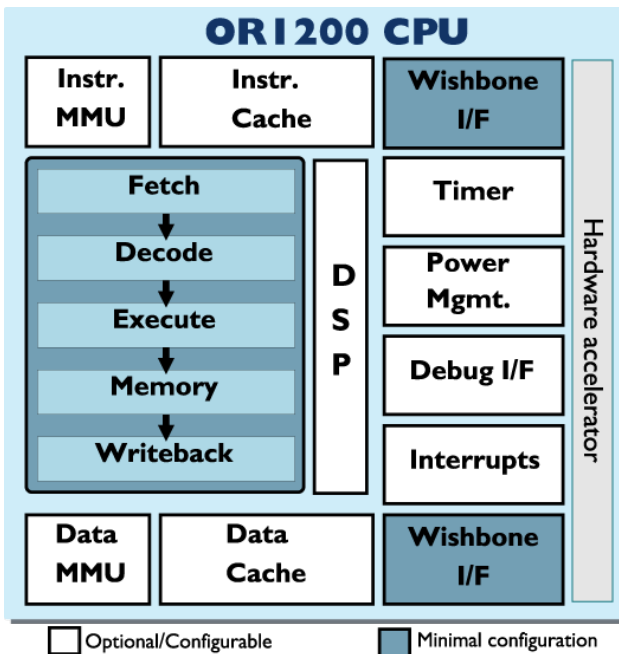 OR1200 CPU
Instr.
MMU
Instr.
Cache
Wishbone
I/F
Fetch
Decode
Execute
Memory
Writeback
D
S
P
Timer
Power
Mgmt.
Debug I/F
Interrupts
Hardware accelerator
Data
MMU
Data
Cache
Wishbone
I/F
Optional/Configurable
Minimal configuration